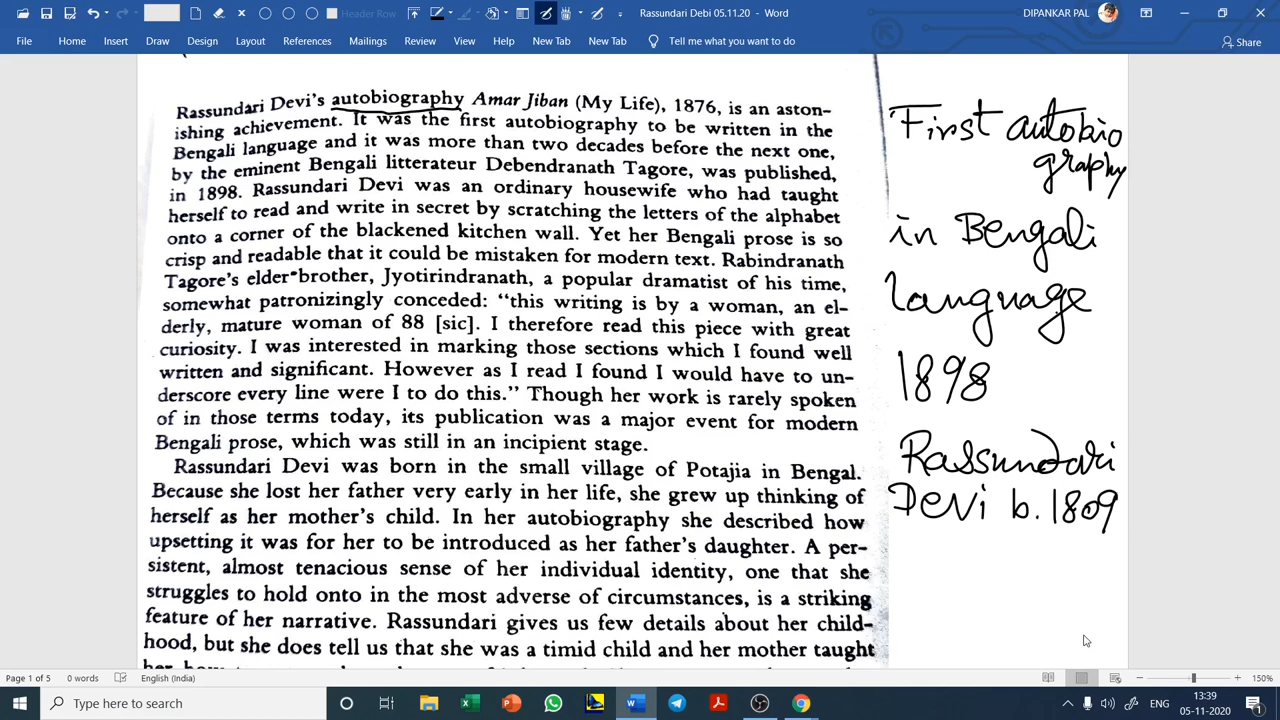 Rassundari Debi 05.11.20 - Word
DIPANKAR PAL
Header Row
File Home Insert Draw Design Layout References Mailings Review View Help New Tab New Tab Tell me what you want to do Share
Rassundari Devi's autobiography Amar Jiban (My Life), 1876, is an aston-
ishing achievement. It was the first autobiography to be written in the
Bengali language and it was more than two decades before the next one,
by the eminent Bengali litterateur Debendranath Tagore, was published,
in 1898. Rassundari Devi was an ordinary housewife who had taught
herself to read and write in secret by scratching the letters of the alphabet
onto a corner of the blackened kitchen wall. Yet her Bengali prose is so
crisp and readable that it could be mistaken for modern text. Rabindranath
Tagore's elder brother, Jyotirindranath, a popular dramatist of his time,
somewhat patronizingly conceded: "this writing is by a woman, an el-
derly, mature woman of 88 [sic]. I therefore read this piece with great
curiosity. I was interested in marking those sections which I found well
written and significant. However as I read I found I would have to un-
derscore every line were I to do this." Though her work is rarely spoken
of in those terms today, its publication was a major event for modern
Bengali prose, which was still in an incipient stage.
Rassundari Devi was born in the small village of Potajia in Bengal.
Because she lost her father very early in her life, she grew up thinking of
herself as her mother's child. In her autobiography she described how
upsetting it was for her to be introduced as her father's daughter. A per-
sistent, almost tenacious sense of her individual identity, one that she
struggles to hold onto in the most adverse of circumstances, is a striking
feature of her narrative. Rassundari gives us few details about her child-
hood, but she does tell us that she was a timid child and her mother taught
First autobio
graphy
in Bengali
language
1898
Rassundari
Devi b. 1809
Page 1 of 5 0 words English (India) 150%
Type here to search
ENG
13:39
05-11-2020